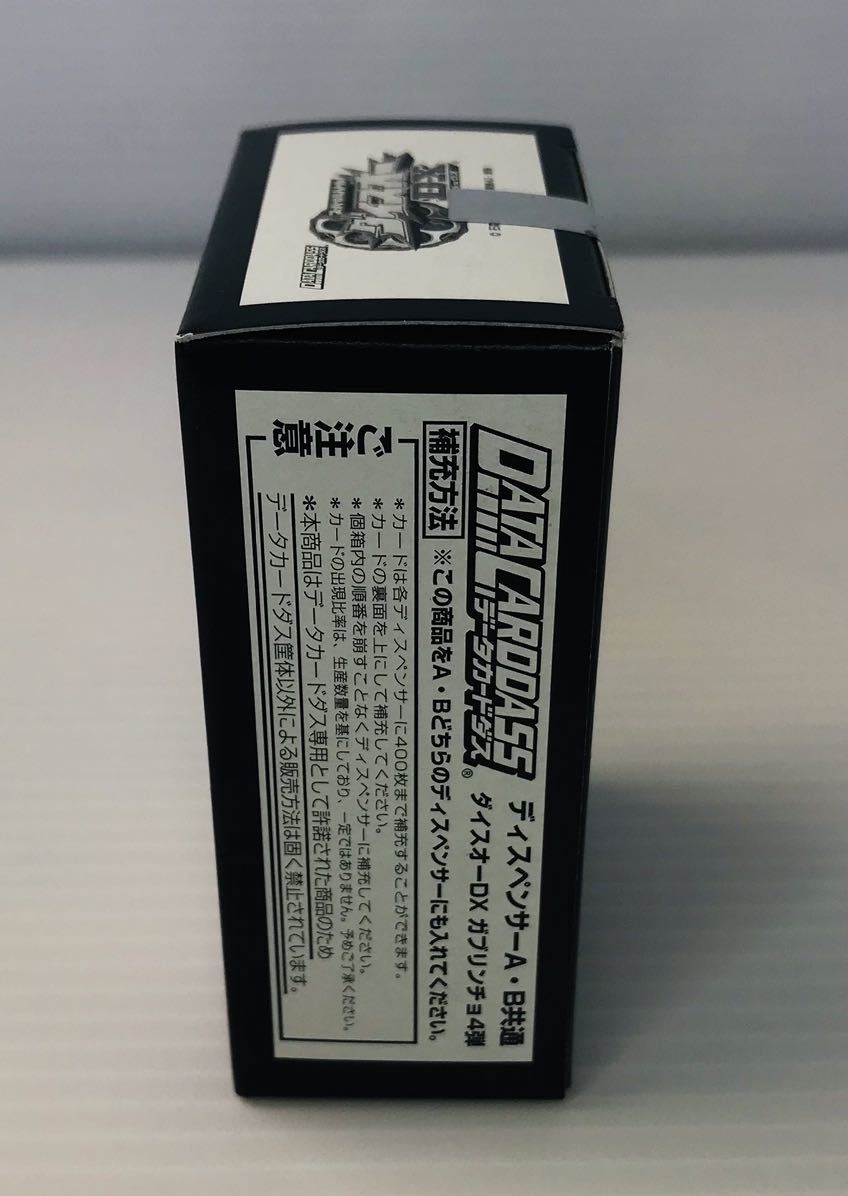 DATA CARDDASS
データカードダス®
ディスペンサーA・B共通
ダイスオーDX ガブリンチョ4弾
補充方法
※この商品をA・Bどちらのディスペンサーにも入れてください。
ご注意
*カードは各ディスペンサーに400枚まで補充することができます。
*カードの裏面を上にして補充してください。
*個箱内の順番を崩すことなくディスペンサーに補充してください。
*カードの出現比率は、生産数量を基にしており、一定ではありません。予めご了承ください。
*本商品はデータカードダス専用として許諾された商品のため
データカードダス筐体以外による販売方法は固く禁止されています。
DATA CARDDASS